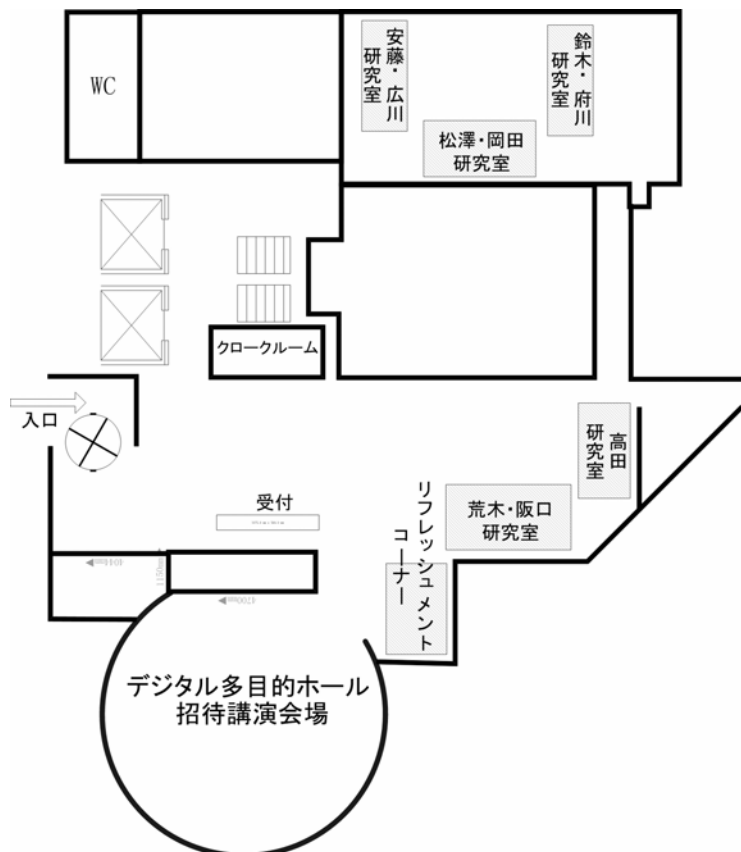 WC
安藤・広川
研究室
鈴木・府川
研究室
松澤・岡田
研究室
クロークルーム
入口
高田
研究室
受付
リフレッシュメント
コーナー
荒木・阪口
研究室
デジタル多目的ホール
招待講演会場